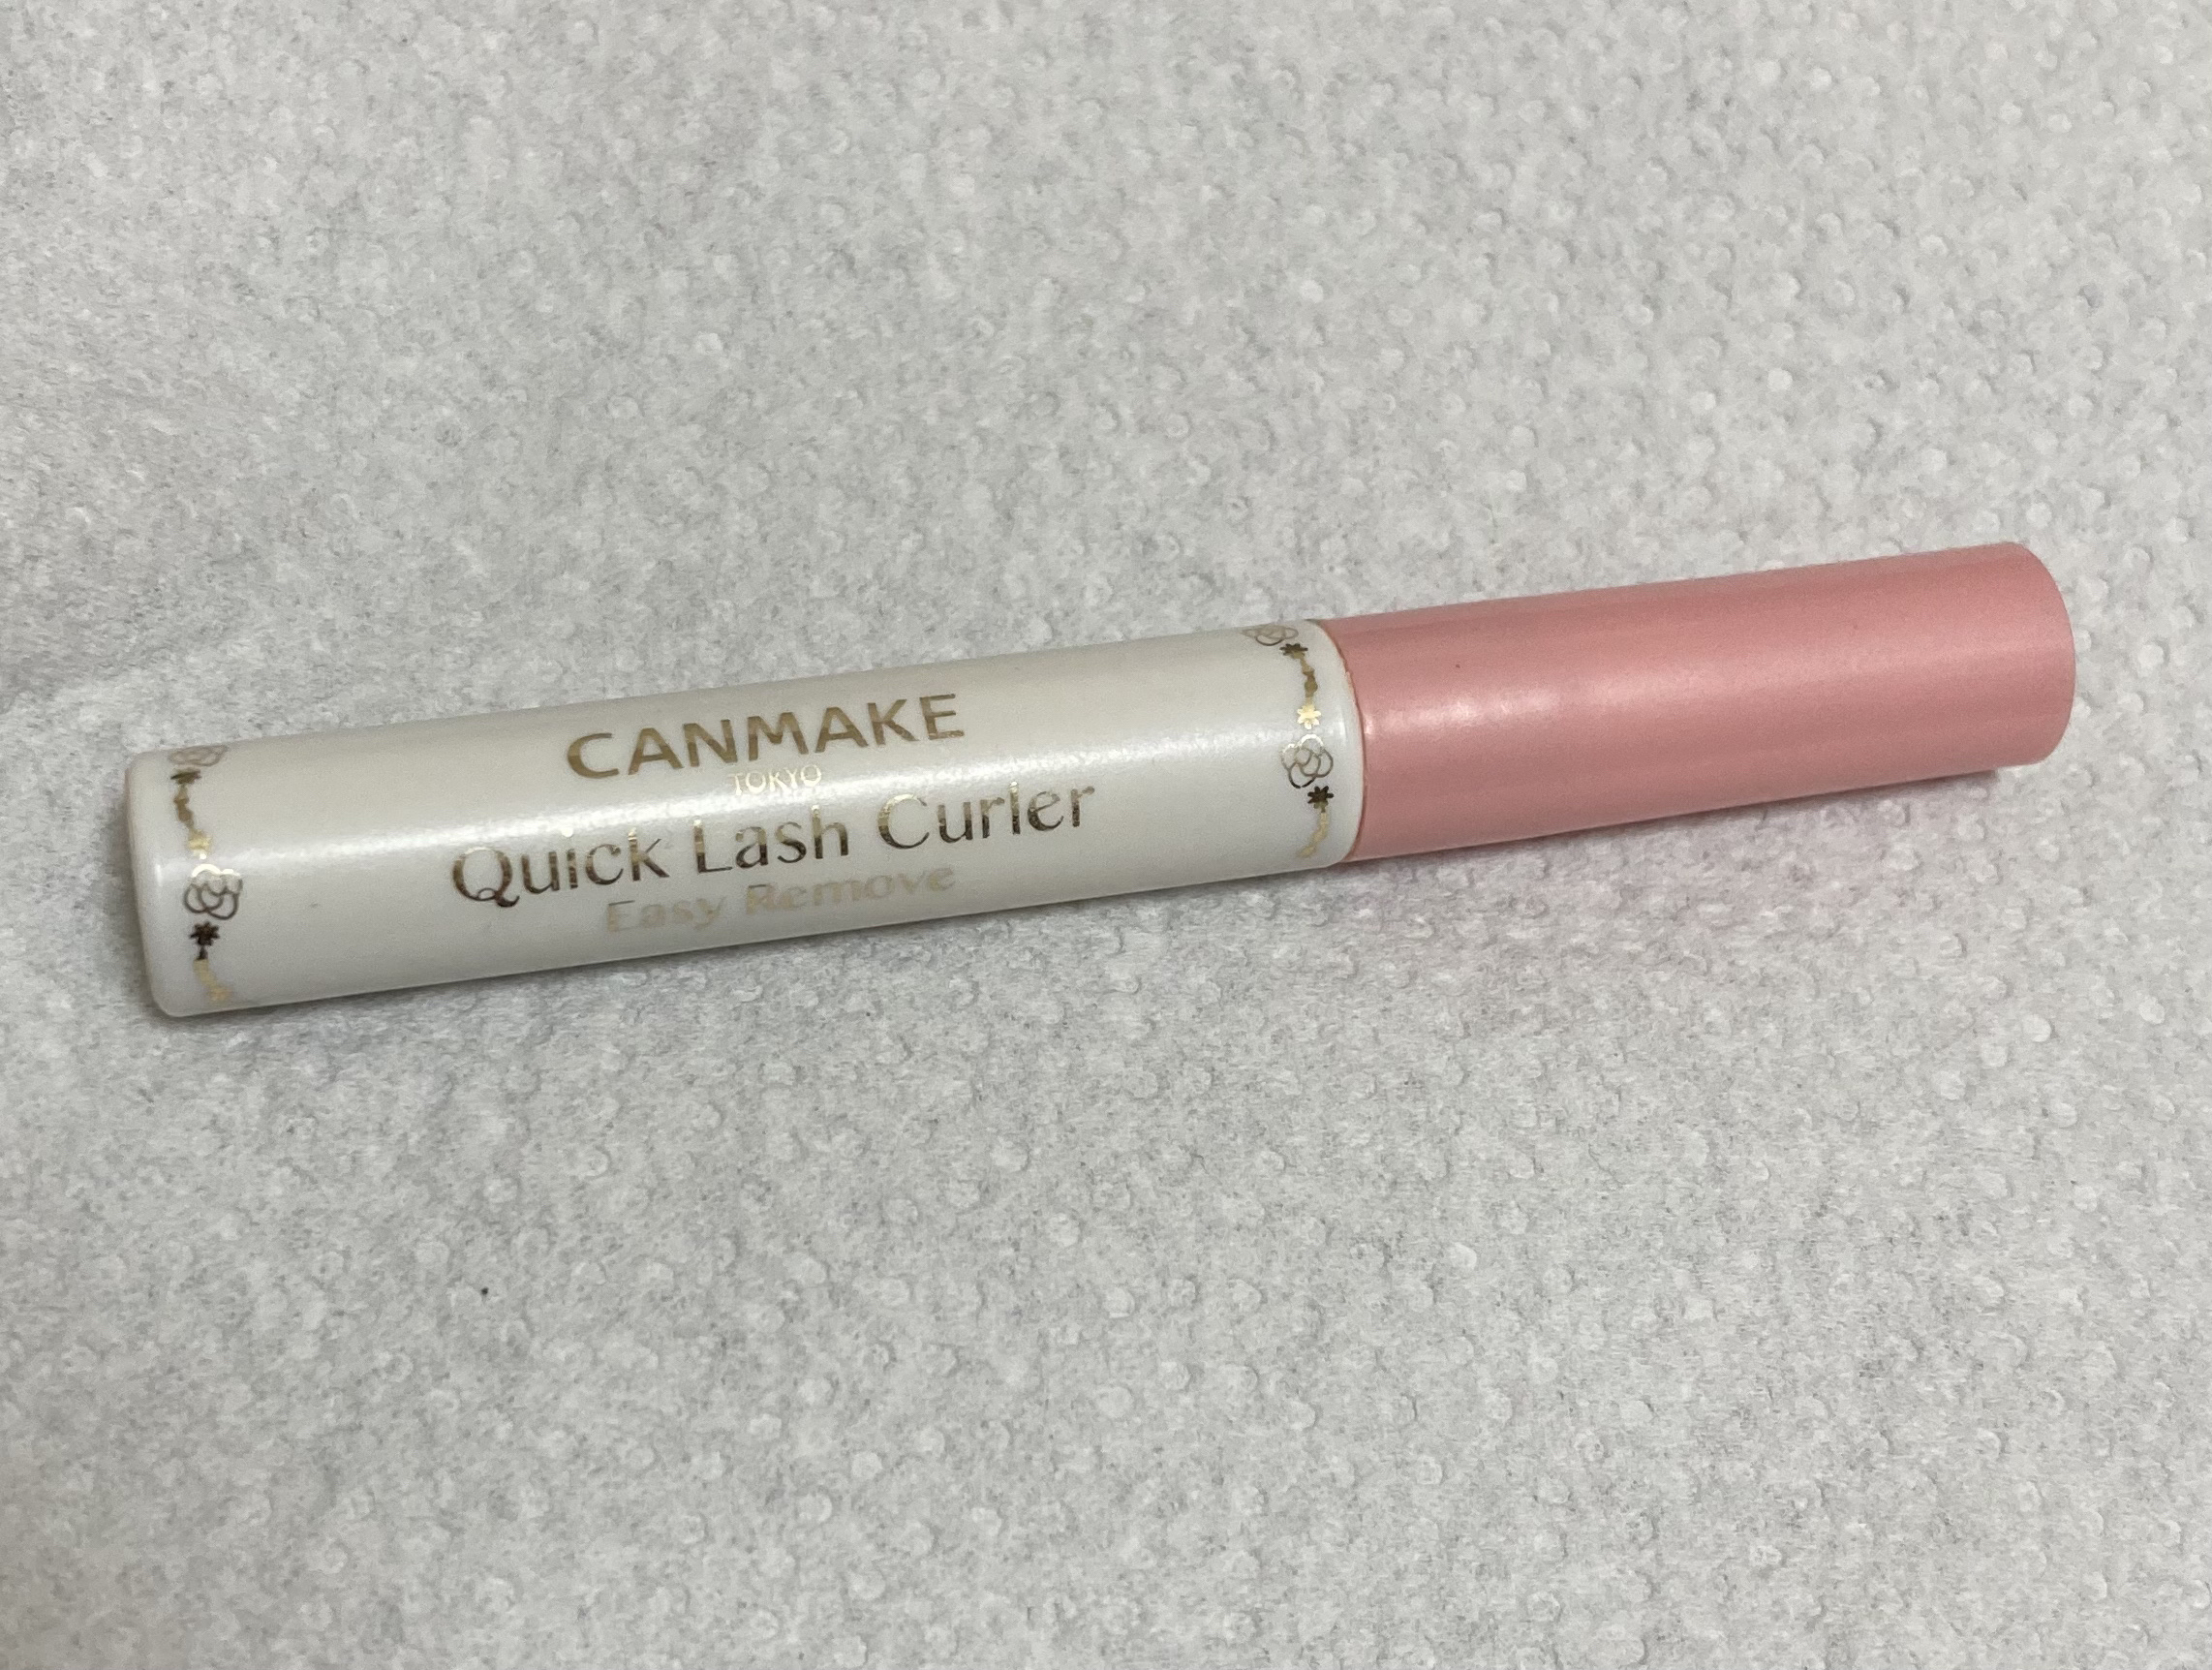 CANMAKE
TOKYO
Quick Lash Curler
Easy Remove